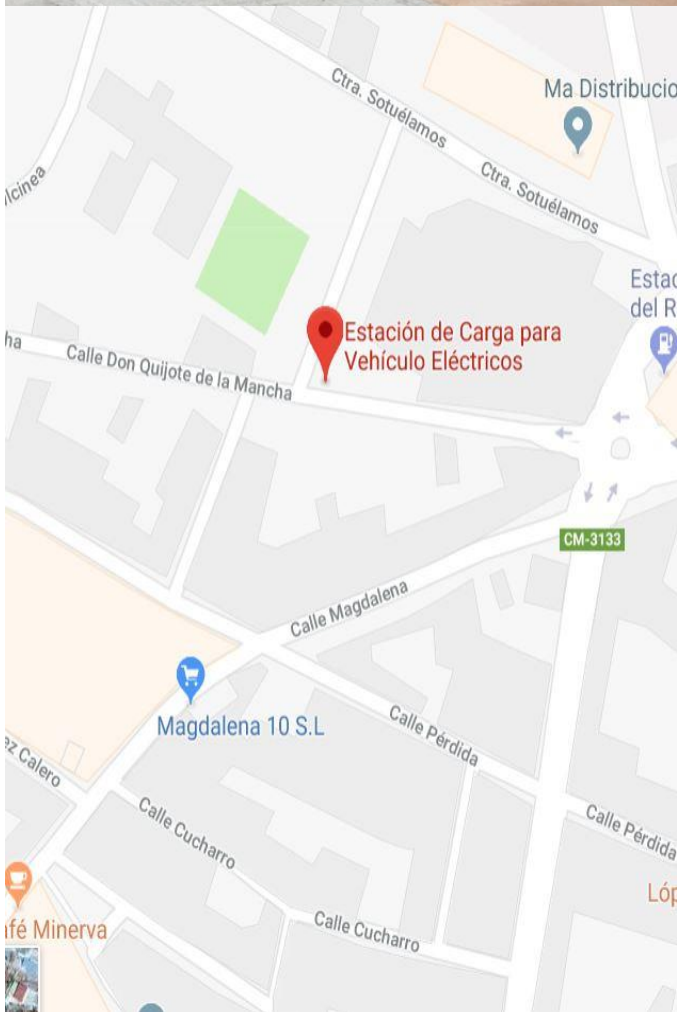 Ctra. Sotuélamos
Ma Distribucio
Ctra. Sotuélamos
lcinea
Estac
del R
Estación de Carga para
Vehículo Eléctricos
ha
Calle Don Quijote de la Mancha
CM-3133
Calle Magdalena
Magdalena 10 S.L
Calle Pérdida
ez Calero
Calle Cucharro
Calle Pérdida
Lóp
afé Minerva
Calle Cucharro